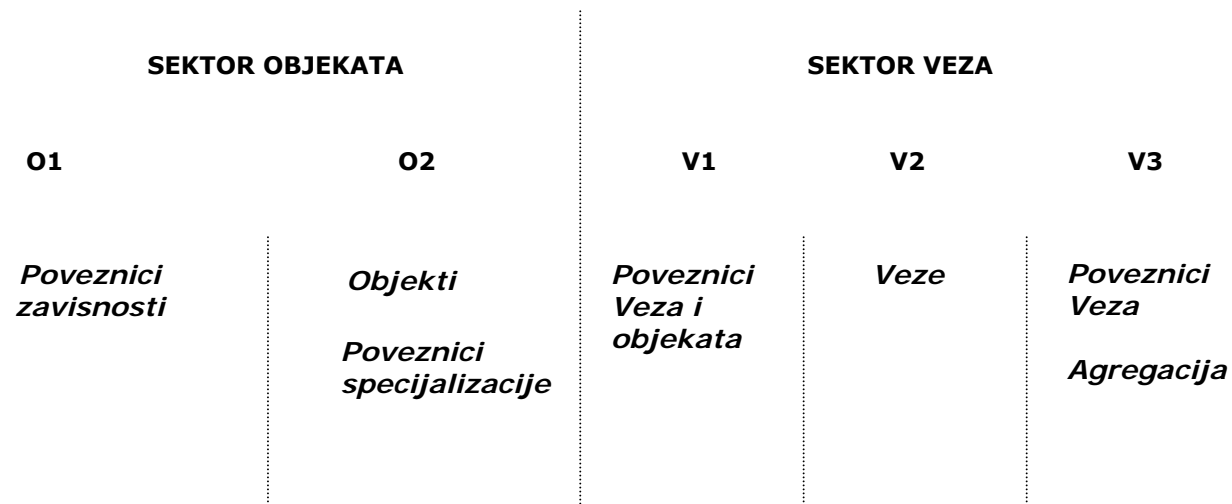 SEKTOR OBJEKATA
SEKTOR VEZA
O1
O2
V1
V2
V3
Poveznici
zavisnosti
Objekti
Poveznici
specijalizacije
Poveznici
Veza i
objekata
Veze
Poveznici
Veza
Agregacija